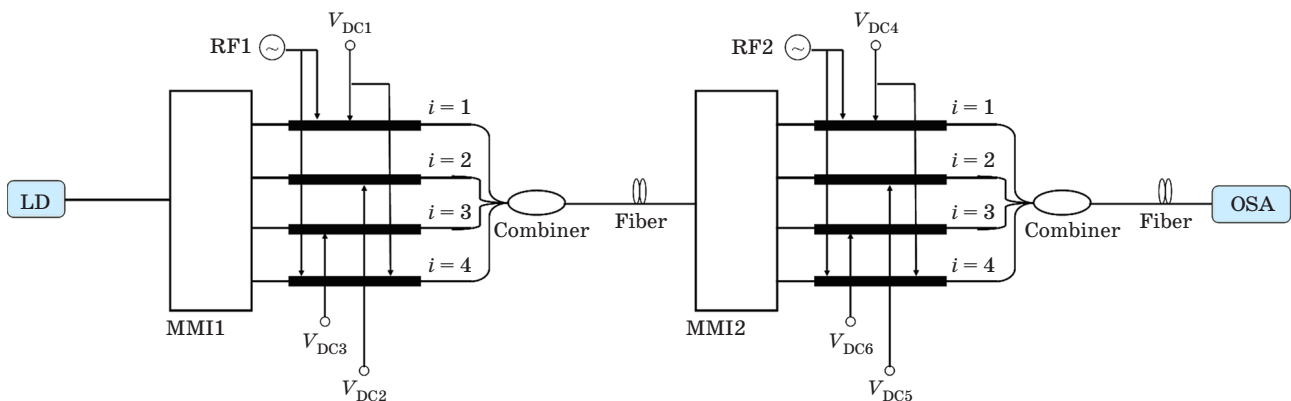 V_DC1
V_DC4
RF1 ~
RF2 ~
i = 1
i = 1
i = 2
i = 2
LD
i = 3
i = 3
OSA
Combiner
Fiber
Combiner
Fiber
i = 4
i = 4
MMI1
MMI2
V_DC3
V_DC6
V_DC2
V_DC5